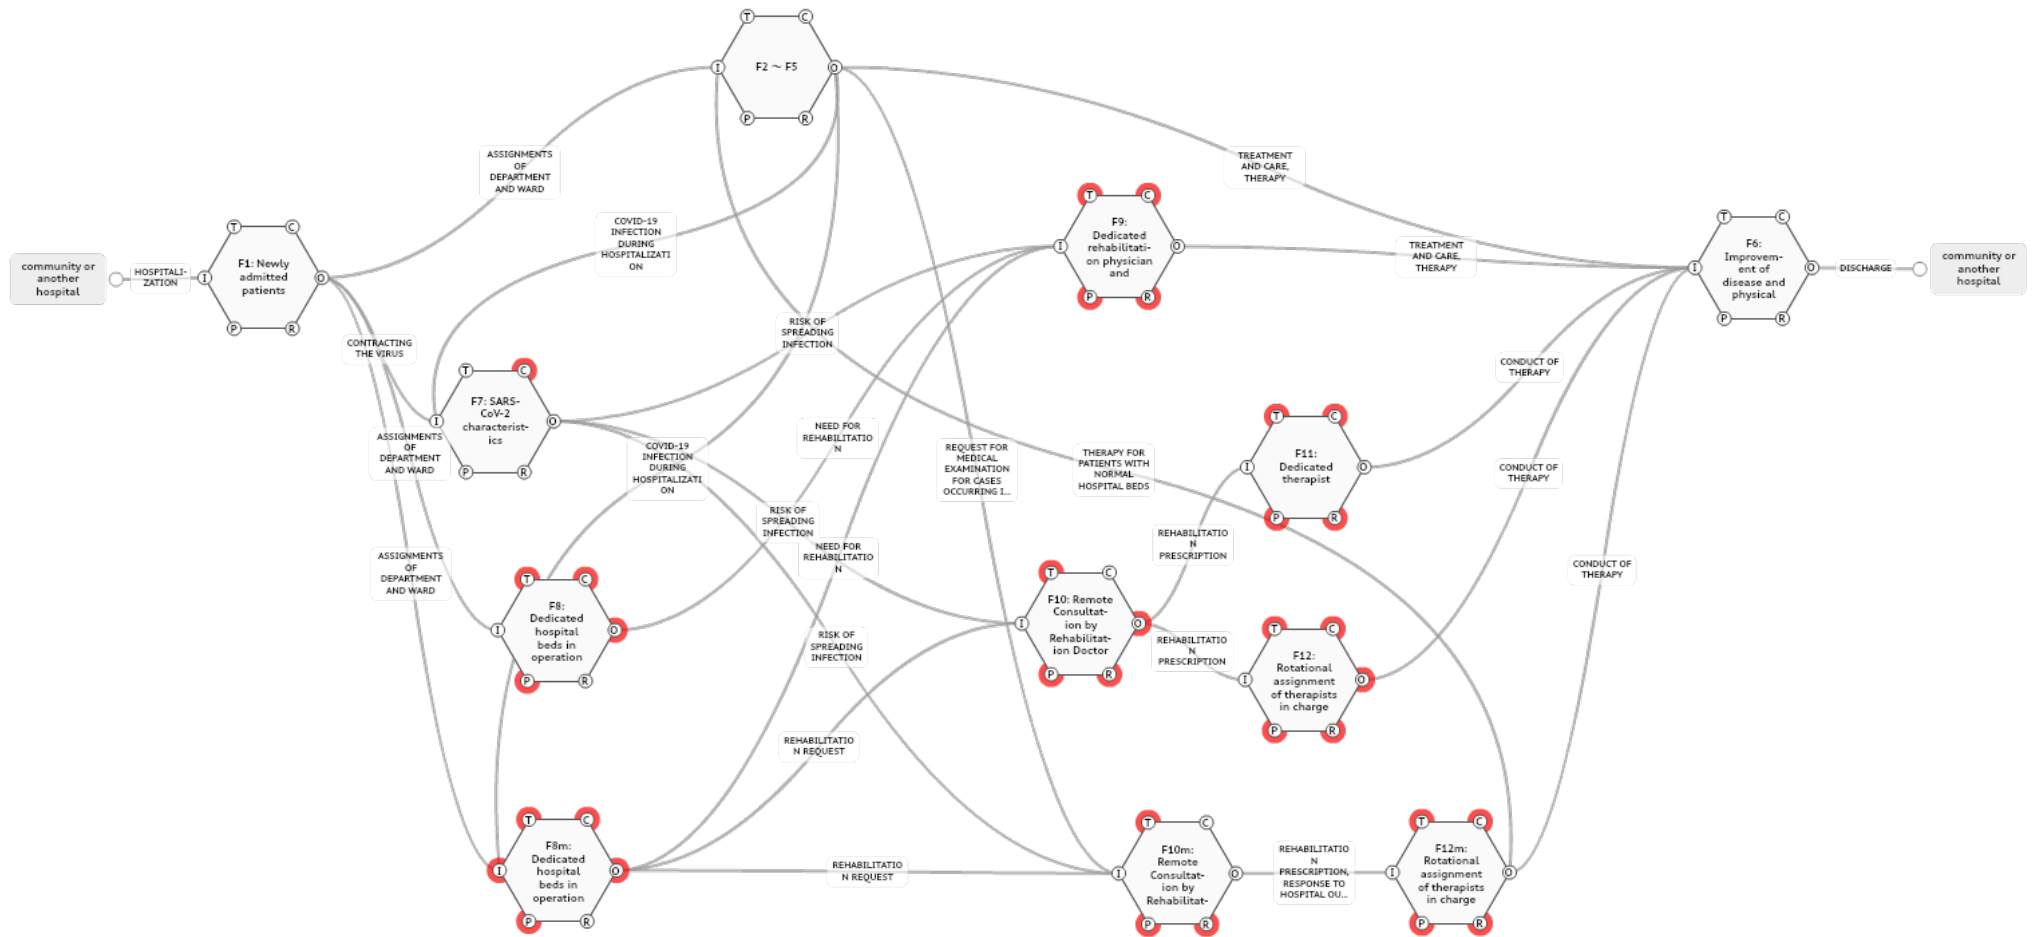 T
C
I
F2 ~ F5
O
P
R
ASSIGNMENTS
OF
DEPARTMENT
AND WARD
TREATMENT
AND CARE,
THERAPY
COVID-19
INFECTION
DURING
HOSPITALIZATI
ON
T
C
F9:
Dedicated
rehabilitati-
on physician
and
I
O
P
R
TREATMENT
AND CARE,
THERAPY
T
C
F1: Newly
admitted
patients
I
O
P
R
community or
another
hospital
HOSPITALI-
ZATION
T
C
F6:
Improvem-
ent of
disease and
physical
I
O
P
R
DISCHARGE
community or
another
hospital
CONTRACTING
THE VIRUS
RISK OF
SPREADING
INFECTION
CONDUCT OF
THERAPY
T
C
F7: SARS-
CoV-2
characterist-
ics
I
O
P
R
ASSIGNMENTS
OF
DEPARTMENT
AND WARD
COVID-19
INFECTION
DURING
HOSPITALIZATI
ON
NEED FOR
REHABILITATIO
N
REQUEST FOR
MEDICAL
EXAMINATION
FOR CASES
OCCURRING I...
THERAPY FOR
PATIENTS WITH
NORMAL
HOSPITAL BEDS
T
C
F11:
Dedicated
therapist
I
O
P
R
CONDUCT OF
THERAPY
RISK OF
SPREADING
INFECTION
NEED FOR
REHABILITATIO
N
REHABILITATIO
N
PRESCRIPTION
ASSIGNMENTS
OF
DEPARTMENT
AND WARD
CONDUCT OF
THERAPY
T
C
F8:
Dedicated
hospital
beds in
operation
I
O
P
R
T
C
F10: Remote
Consultat-
ion by
Rehabilitat-
ion Doctor
I
O
P
R
RISK OF
SPREADING
INFECTION
REHABILITATIO
N
PRESCRIPTION
T
C
F12:
Rotational
assignment
of therapists
in charge
I
O
P
R
REHABILITATIO
N REQUEST
T
C
F8m:
Dedicated
hospital
beds in
operation
I
O
P
R
REHABILITATIO
N REQUEST
T
C
F10m:
Remote
Consultat-
ion by
Rehabilitat-
I
O
P
R
REHABILITATIO
N
PRESCRIPTION,
RESPONSE TO
HOSPITAL OU...
T
C
F12m:
Rotational
assignment
of therapists
in charge
I
O
P
R